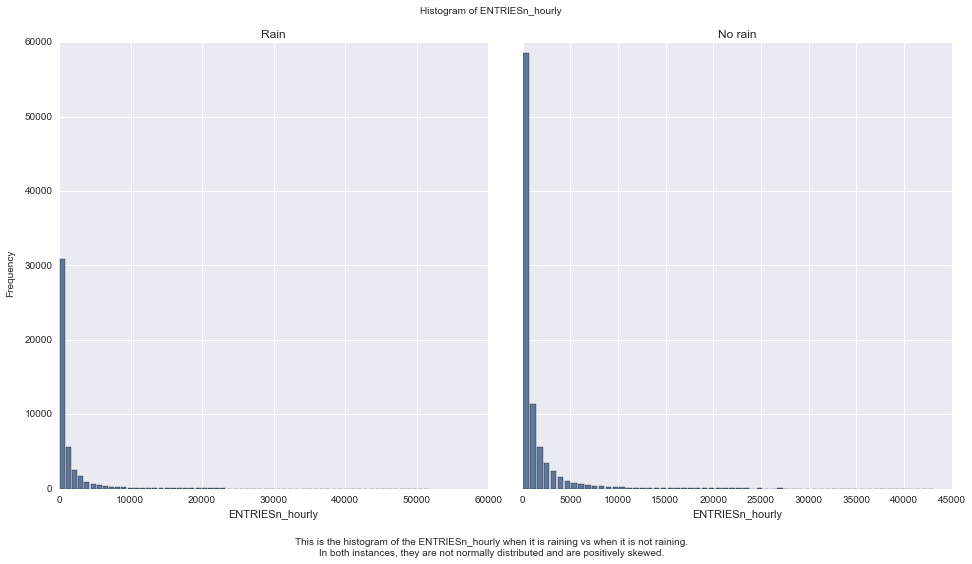 Histogram of ENTRIESn_hourly
Rain
No rain
60000
50000
40000
30000
20000
10000
0
Frequency
0 10000 20000 30000 40000 50000 60000
0 5000 10000 15000 20000 25000 30000 35000 40000 45000
ENTRIESn_hourly
ENTRIESn_hourly
This is the histogram of the ENTRIESn_hourly when it is raining vs when it is not raining.
In both instances, they are not normally distributed and are positively skewed.